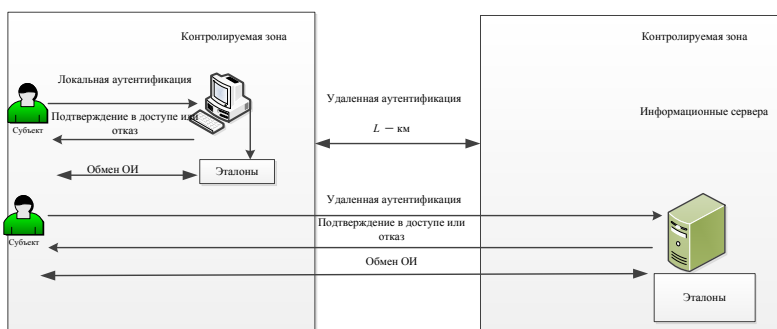 Контролируемая зона
Контролируемая зона
Локальная аутентификация
Подтверждение в доступе или
отказ
Субъект
Обмен ОИ
Эталоны
Удаленная аутентификация
L – км
Информационные сервера
Субъект
Удаленная аутентификация
Подтверждение в доступе или
отказ
Обмен ОИ
Эталоны